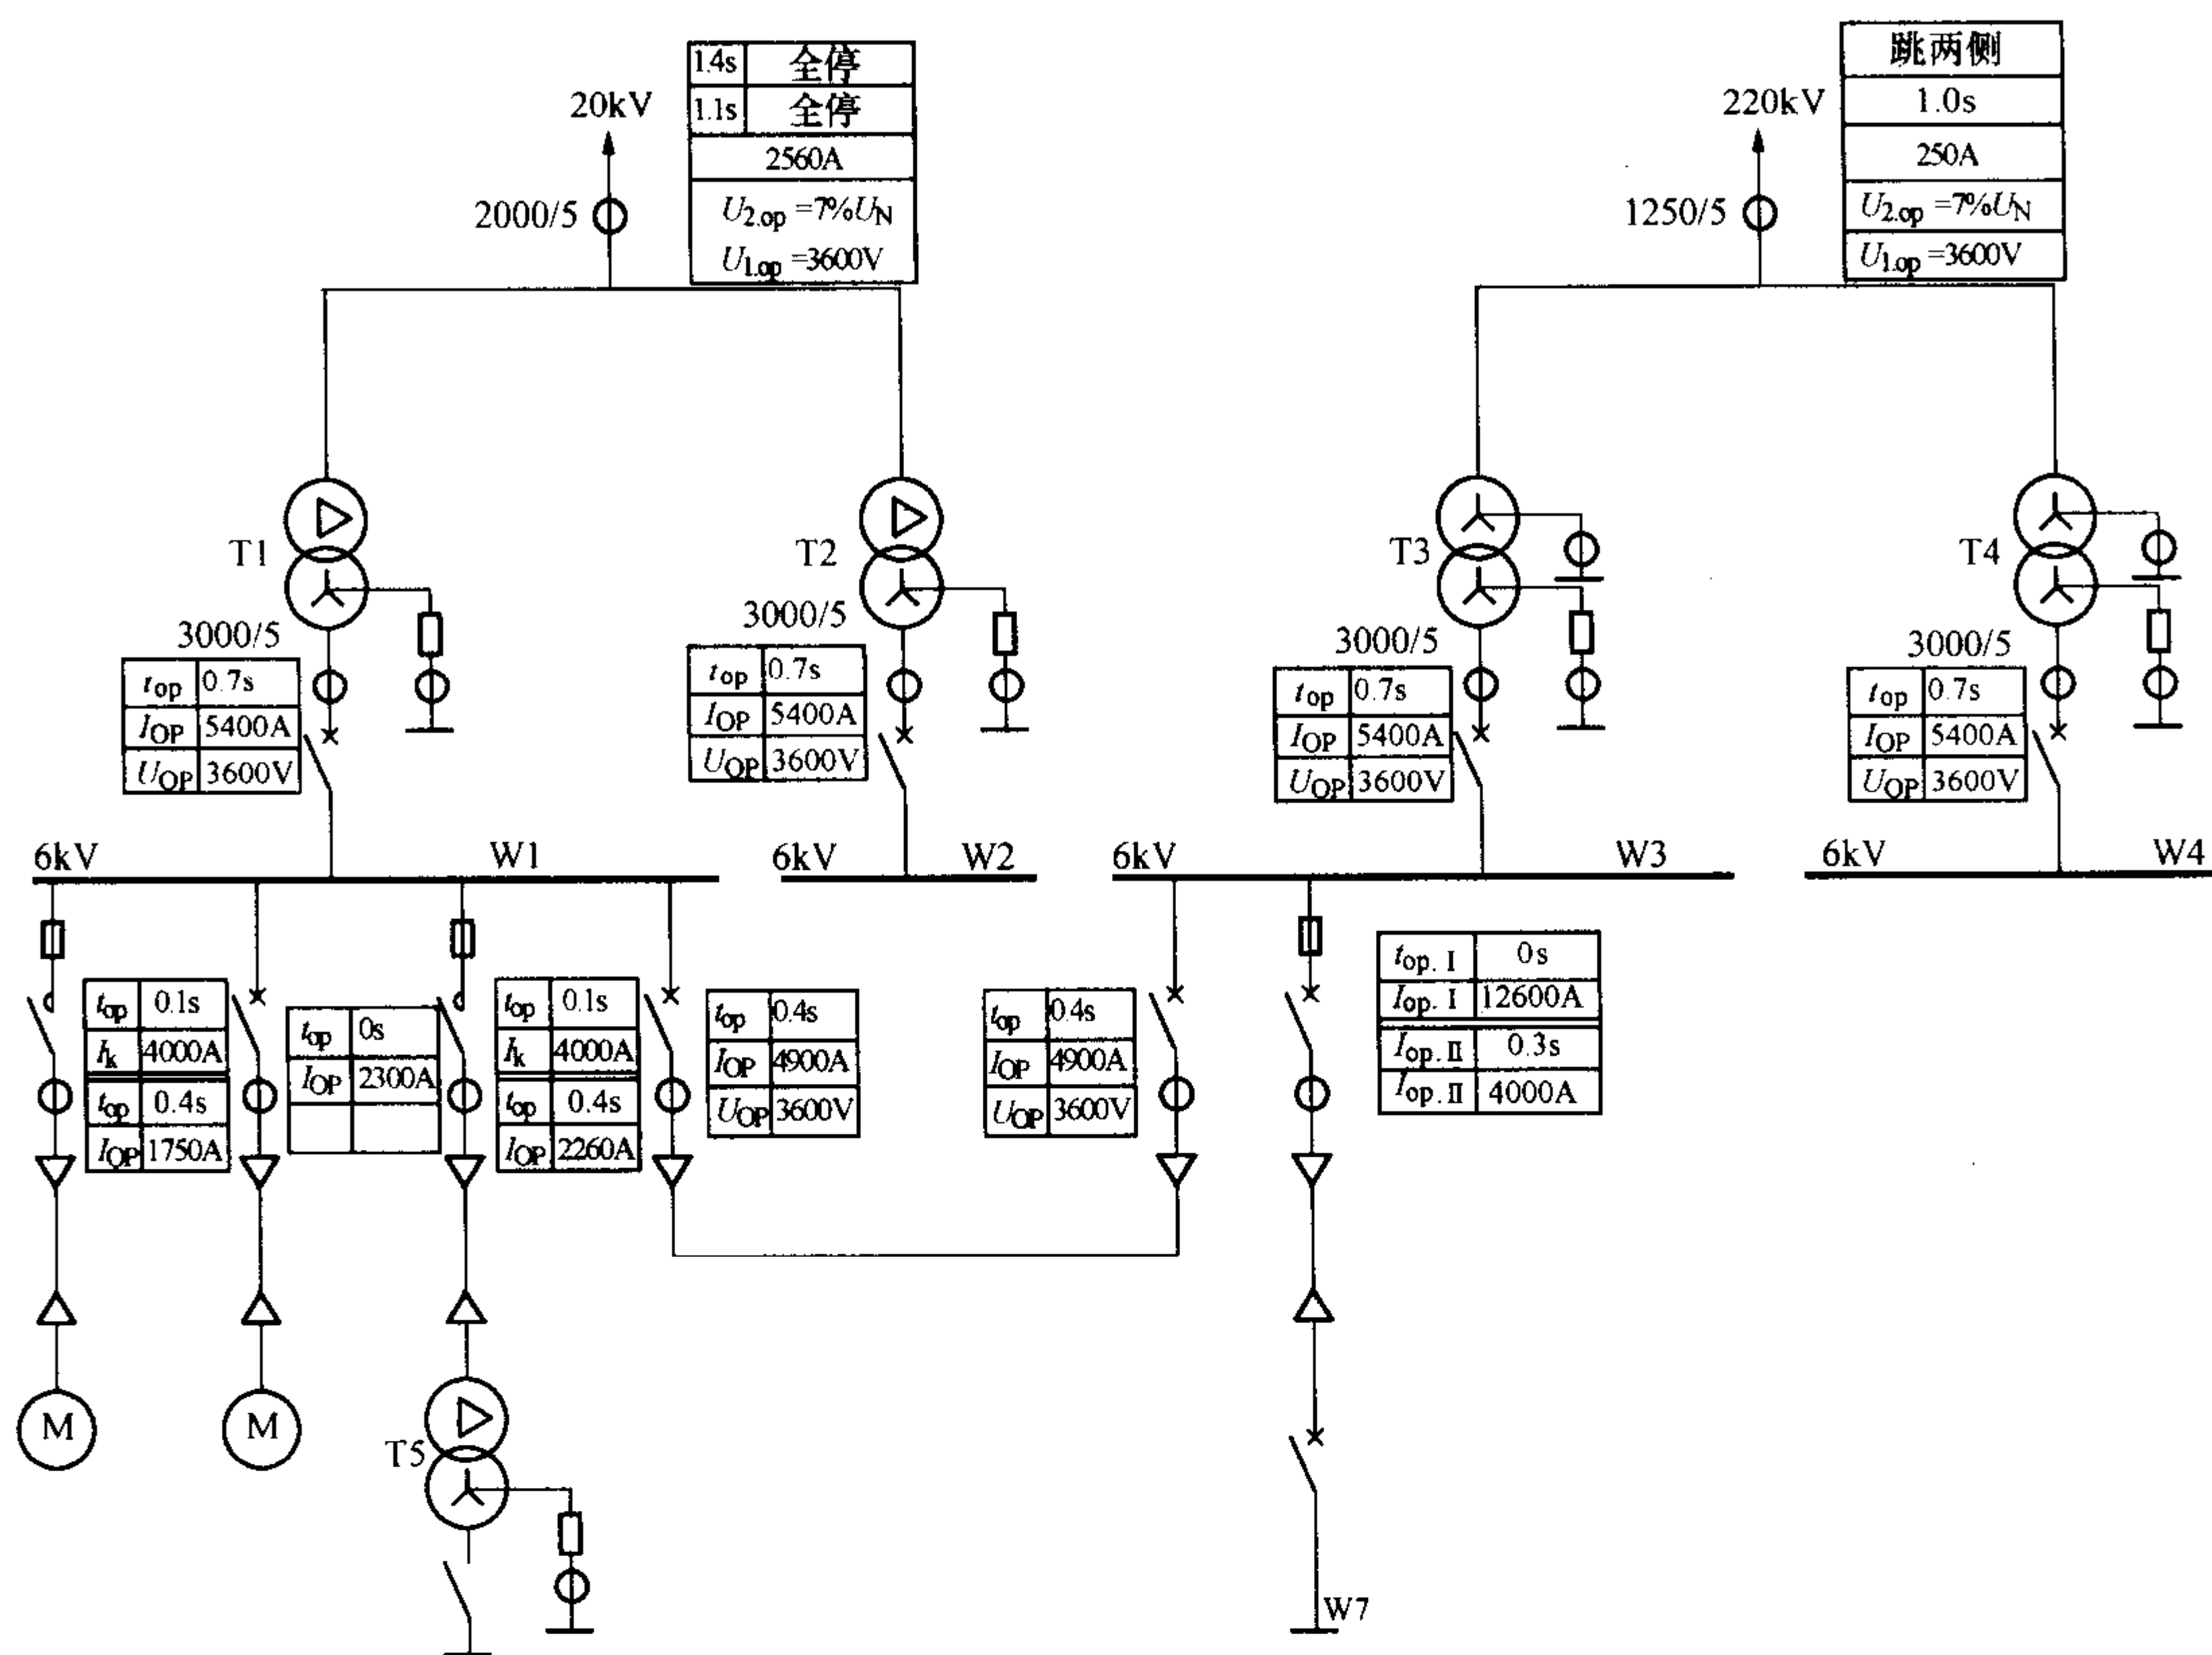 1.4s 全停
1.1s 全停
2560A
U2.op =7%UN
U1.op =3600V
20kV
2000/5
跳两侧
1.0s
250A
U2.op =7%UN
U1.op =3600V
220kV
1250/5
T1
T2
T3
T4
3000/5
top 0.7s
IOP 5400A
UOP 3600V
3000/5
top 0.7s
IOP 5400A
UOP 3600V
3000/5
top 0.7s
IOP 5400A
UOP 3600V
3000/5
top 0.7s
IOP 5400A
UOP 3600V
6kV W1
6kV W2
6kV W3
6kV W4
top 0.1s
Ik 4000A
top 0.4s
IOP 1750A
top 0s
IOP 2300A
top 0.1s
Ik 4000A
top 0.4s
IOP 2260A
top 0.4s
IOP 4900A
UOP 3600V
top 0.4s
IOP 4900A
UOP 3600V
top. I 0s
Iop. I 12600A
Iop. II 0.3s
Iop. II 4000A
M
M
T5
W7